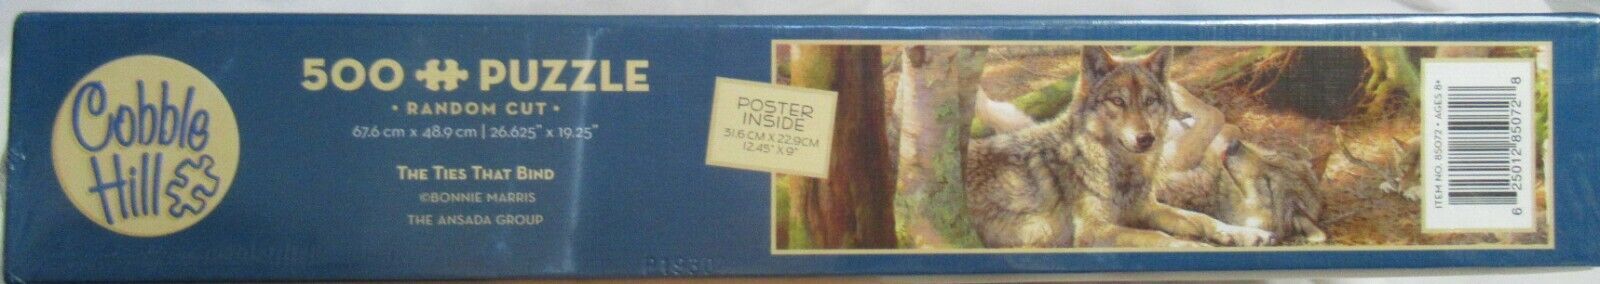 Cobble
Hill
500 PUZZLE
• RANDOM CUT •
67.6 cm x 48.9 cm | 26.625" x 19.25"
THE TIES THAT BIND
©BONNIE MARRIS
THE ANSADA GROUP
POSTER
INSIDE
31.6 CM X 22.9CM
12.45" X 9"
ITEM NO. 85072 • AGES 8+
6 25012 85072 8